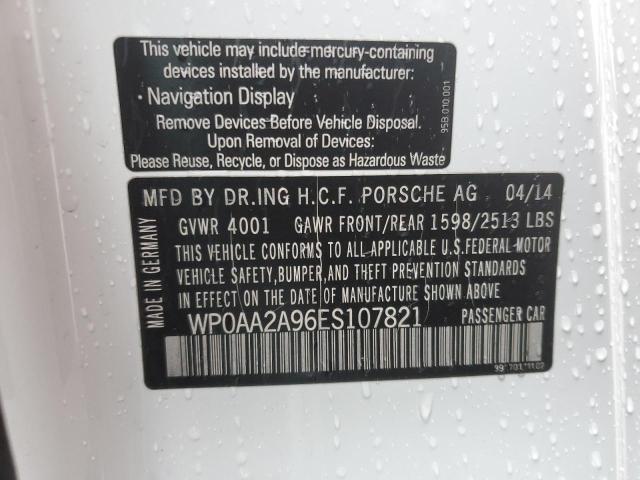 This vehicle may include mercury-containing
devices installed by the manufacturer:
· Navigation Display
Remove Devices Before Vehicle Disposal.
Upon Removal of Devices:
Please Reuse, Recycle, or Dispose as Hazardous Waste
95B.010.001
MADE IN GERMANY
MFD BY DR.ING H.C.F. PORSCHE AG 04/14
GVWR 4001 GAWR FRONT/REAR 1598/2513 LBS
THIS VEHICLE CONFORMS TO ALL APPLICABLE U.S.FEDERAL MOTOR
VEHICLE SAFETY,BUMPER,AND THEFT PREVENTION STANDARDS
IN EFFECT ON THE DATE OF MANUFACTURE SHOWN ABOVE
WP0AA2A96ES107821 PASSENGER CAR